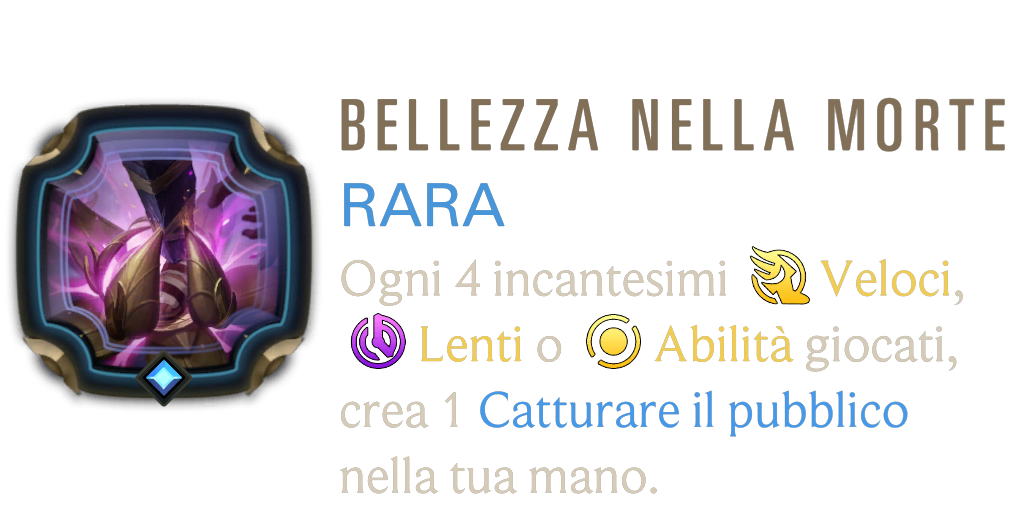 BELLEZZA NELLA MORTE
RARA
Ogni 4 incantesimi Veloci,
Lenti o Abilità giocati,
crea 1 Catturare il pubblico
nella tua mano.